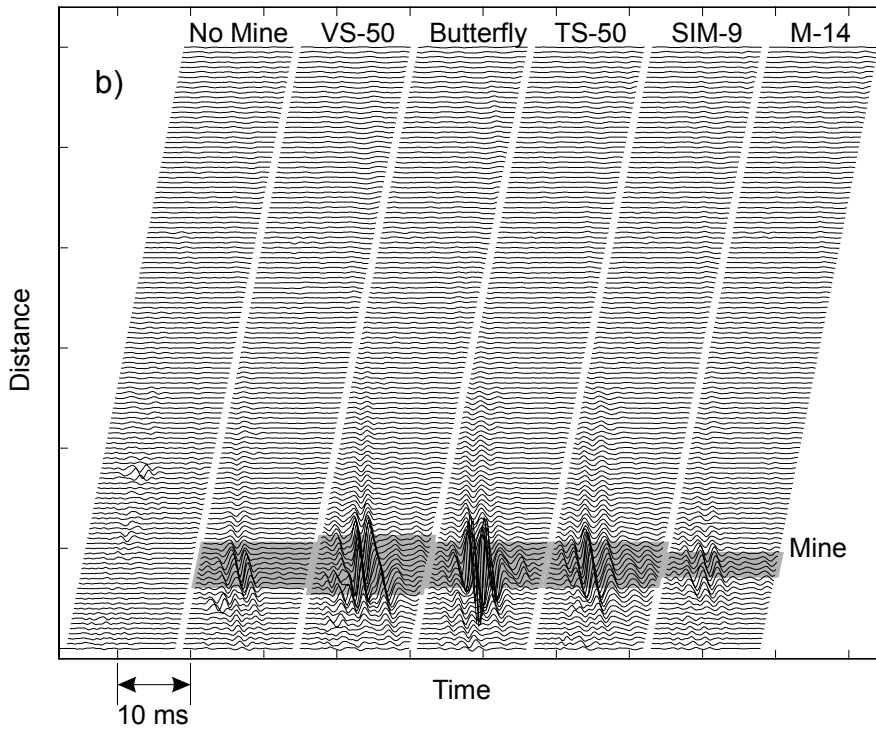 No Mine VS-50 Butterfly TS-50 SIM-9 M-14
b)
Distance
Mine
Time
10 ms